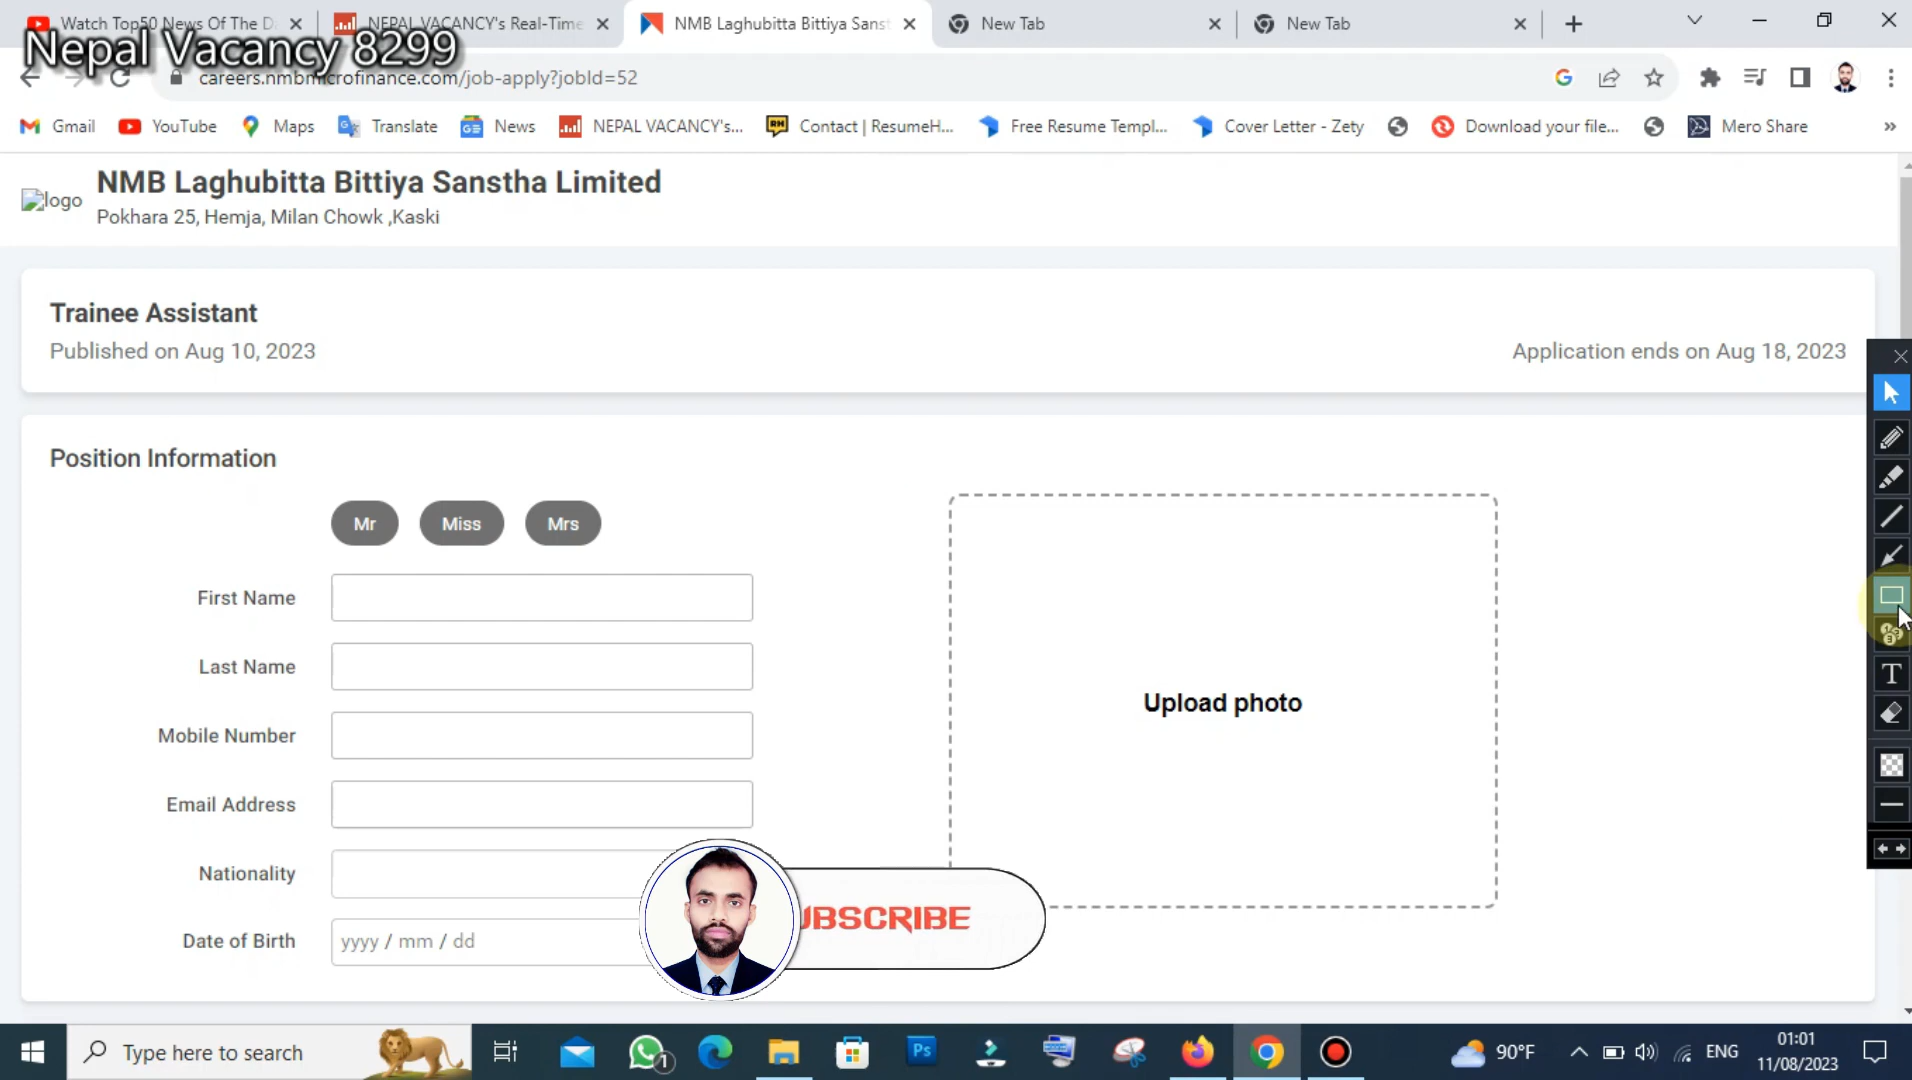 Watch Top50 News Of The D
NEPAL VACANCY's Real-Time
NMB Laghubitta Bittiya Sanst
New Tab
New Tab
Nepal Vacancy 8299
careers.nmbmicrofinance.com/job-apply?jobId=52
Gmail
YouTube
Maps
Translate
News
NEPAL VACANCY's...
RH
Contact | ResumeH...
Free Resume Templ...
Cover Letter - Zety
Download your file...
Mero Share
logo
NMB Laghubitta Bittiya Sanstha Limited
Pokhara 25, Hemja, Milan Chowk ,Kaski
Trainee Assistant
Published on Aug 10, 2023
Application ends on Aug 18, 2023
Position Information
Mr
Miss
Mrs
First Name
Last Name
Mobile Number
Email Address
Nationality
Date of Birth
yyyy / mm / dd
Upload photo
UBSCRIBE
T
Type here to search
1
Ps
90°F
ENG
01:01
11/08/2023